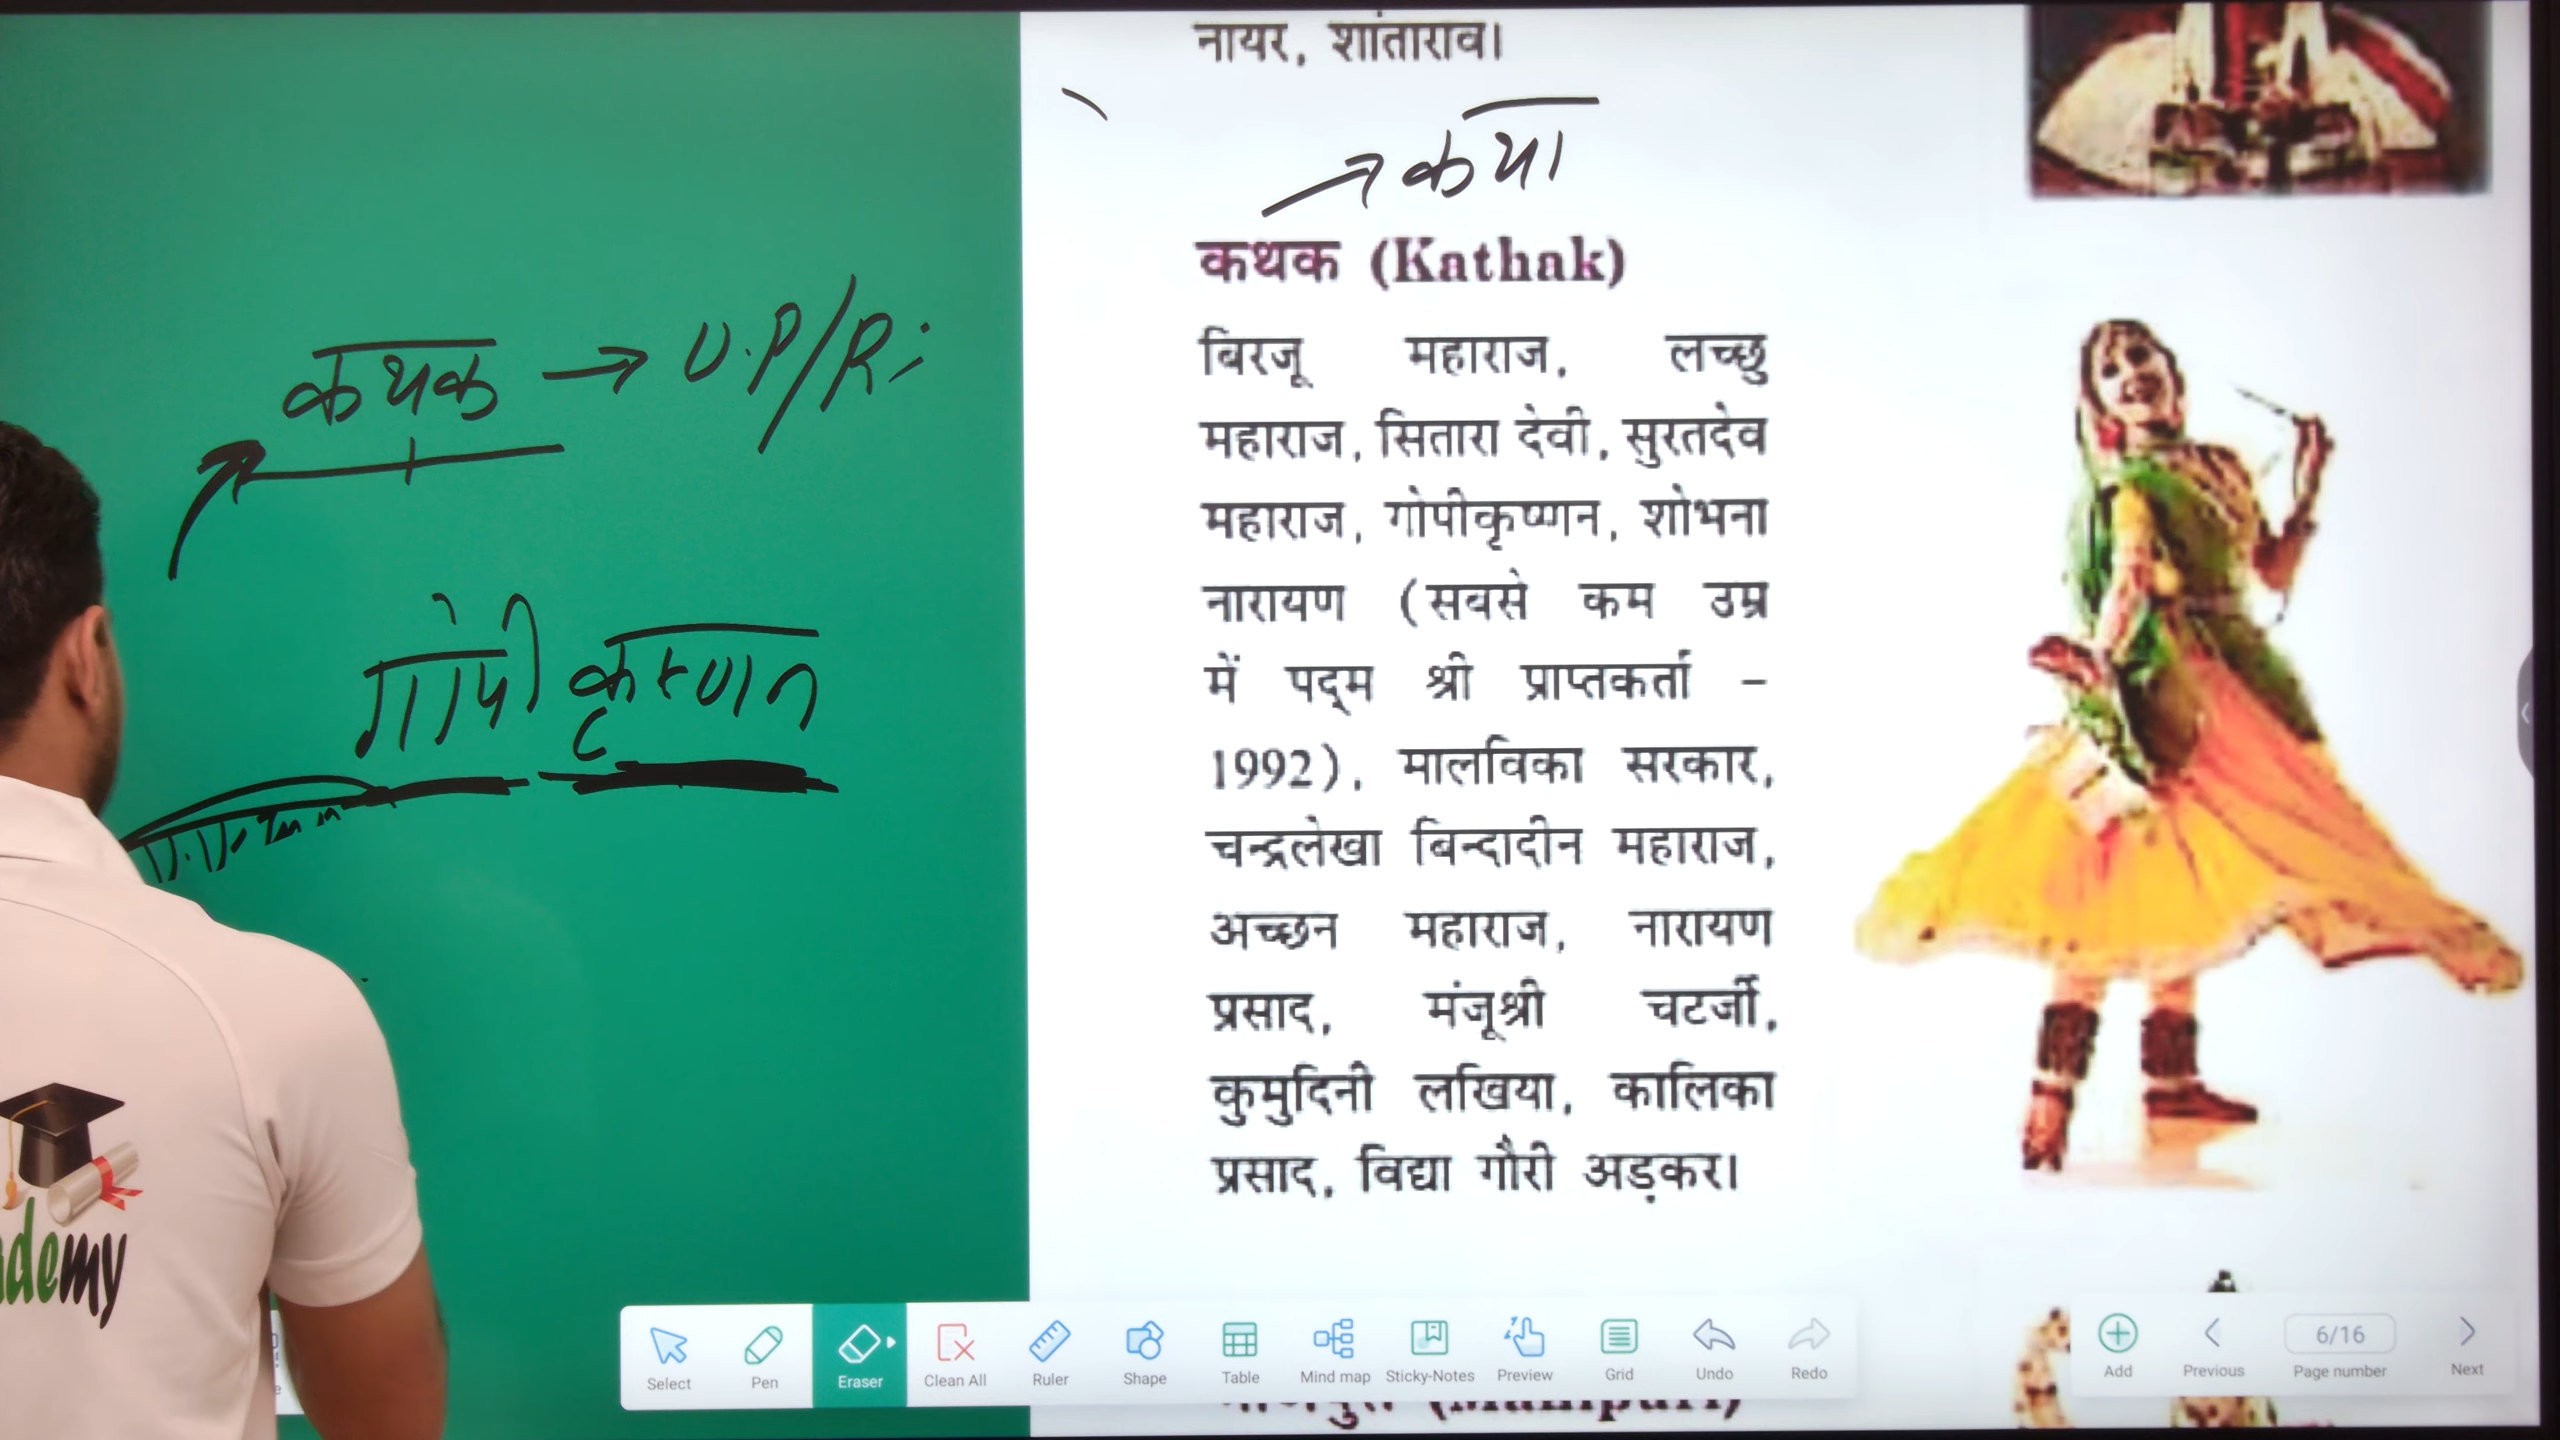 नायर, शांताराव।
कथा
कथक (Kathak)
बिरजू महाराज, लच्छु
महाराज, सितारा देवी, सुरतदेव
महाराज, गोपीकृष्णन, शोभना
नारायण (सबसे कम उम्र
में पद्म श्री प्राप्तकर्ता –
1992), मालविका सरकार,
चन्द्रलेखा बिन्दादीन महाराज,
अच्छन महाराज, नारायण
प्रसाद, मंजूश्री चटर्जी,
कुमुदिनी लखिया, कालिका
प्रसाद, विद्या गौरी अड़कर।
(Manipuri)
कथक → U.P/R;
गोपी कृष्णन
demy
Select Pen Eraser Clean All Ruler Shape Table Mind map Sticky-Notes Preview Grid Undo Redo
Add Previous 6/16 Page number Next